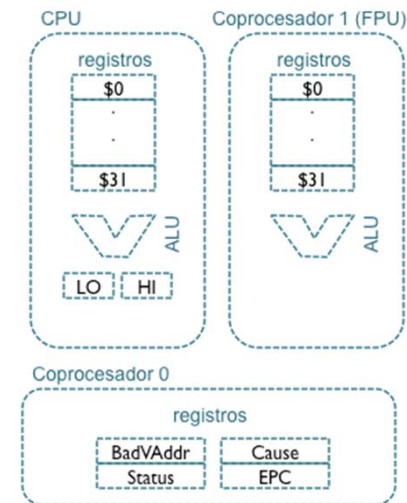 CPU
Coprocesador 1 (FPU)
registros
$0
.
.
$31
ALU
LO
HI
registros
$0
.
.
$31
ALU
Coprocesador 0
registros
BadVAddr
Cause
Status
EPC